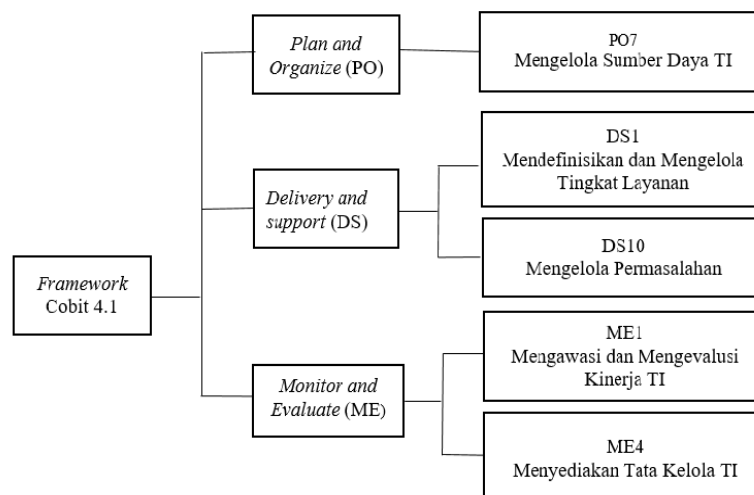 Framework
Cobit 4.1
Plan and
Organize (PO)
PO7
Mengelola Sumber Daya TI
Delivery and
support (DS)
DS1
Mendefinisikan dan Mengelola
Tingkat Layanan
DS10
Mengelola Permasalahan
Monitor and
Evaluate (ME)
ME1
Mengawasi dan Mengevalusi
Kinerja TI
ME4
Menyediakan Tata Kelola TI